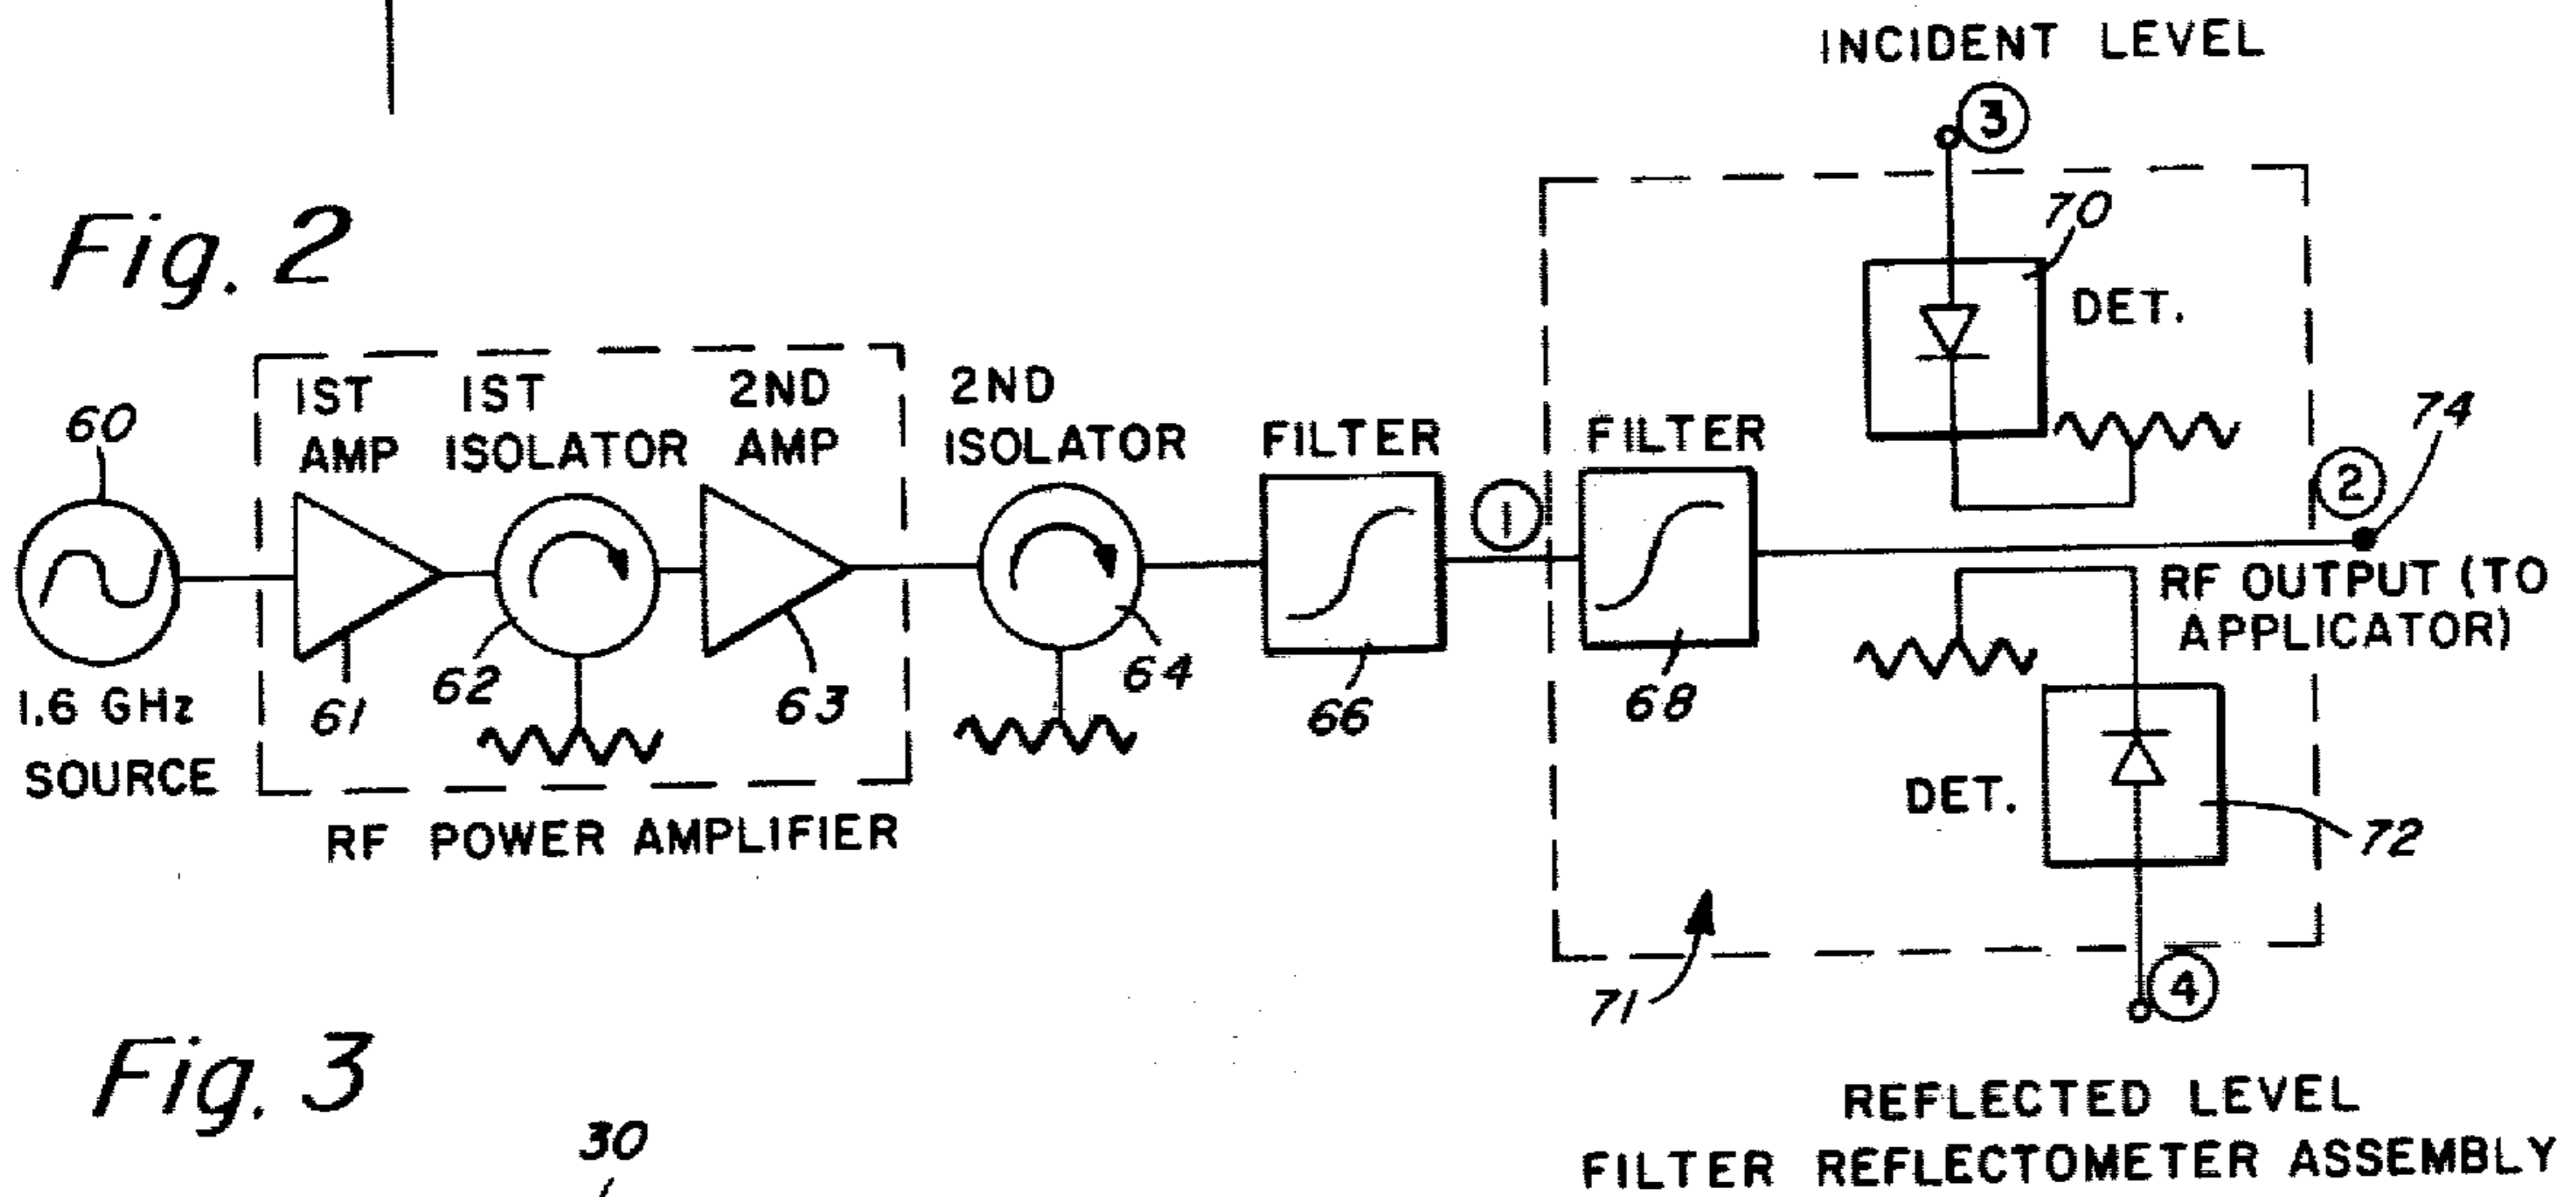 INCIDENT LEVEL
3
Fig. 2
70
DET.
1ST AMP
1ST ISOLATOR
2ND AMP
2ND ISOLATOR
FILTER
FILTER
60
1
2
74
RF OUTPUT (TO
APPLICATOR)
61
62
63
64
66
68
1.6 GHz
SOURCE
RF POWER AMPLIFIER
DET.
72
71
4
REFLECTED LEVEL
FILTER REFLECTOMETER ASSEMBLY
Fig. 3
30